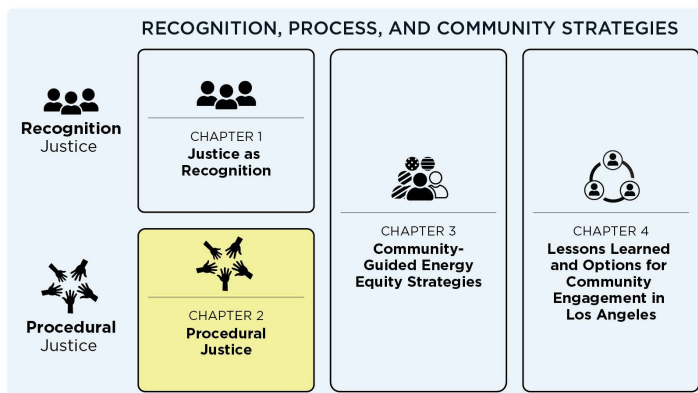 RECOGNITION, PROCESS, AND COMMUNITY STRATEGIES
Recognition
Justice
CHAPTER 1
Justice as
Recognition
Procedural
Justice
CHAPTER 2
Procedural
Justice
CHAPTER 3
Community-
Guided Energy
Equity Strategies
CHAPTER 4
Lessons Learned
and Options for
Community
Engagement in
Los Angeles